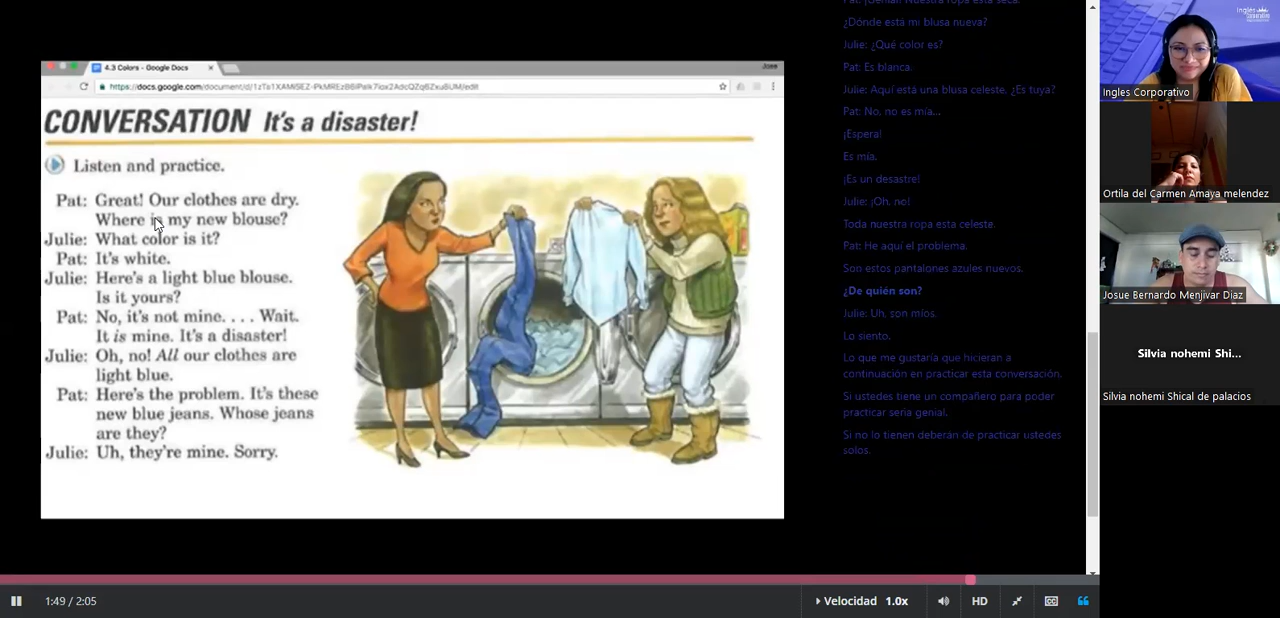 4.3 Colors - Google Docs
CONVERSATION It's a disaster!
Listen and practice.
Pat: Great! Our clothes are dry.
Where is my new blouse?
Julie: What color is it?
Pat: It's white.
Julie: Here's a light blue blouse.
Is it yours?
Pat: No, it's not mine. . . . Wait.
It is mine. It's a disaster!
Julie: Oh, no! All our clothes are
light blue.
Pat: Here's the problem. It's these
new blue jeans. Whose jeans
are they?
Julie: Uh, they're mine. Sorry.
¿Dónde está mi blusa nueva?
Julie: ¿Qué color es?
Pat: Es blanca.
Julie: Aquí está una blusa celeste. ¿Es tuya?
Pat: No, no es mía...
¡Espera!
Es mía.
¡Es un desastre!
Julie: ¡Oh, no!
Toda nuestra ropa esta celeste.
Pat: He aquí el problema.
Son estos pantalones azules nuevos.
¿De quién son?
Julie: Uh, son míos.
Lo siento.
Lo que me gustaría que hicieran a
continuación en practicar esta conversación.
Si ustedes tiene un compañero para poder
practicar seria genial.
Si no lo tienen deberán de practicar ustedes
solos.
1:49 / 2:05
Velocidad 1.0x
HD
Ingles Corporativo
Ortila del Carmen Amaya melendez
Josue Bernardo Menjivar Diaz
Silvia nohemi Shi...
Silvia nohemi Shical de palacios